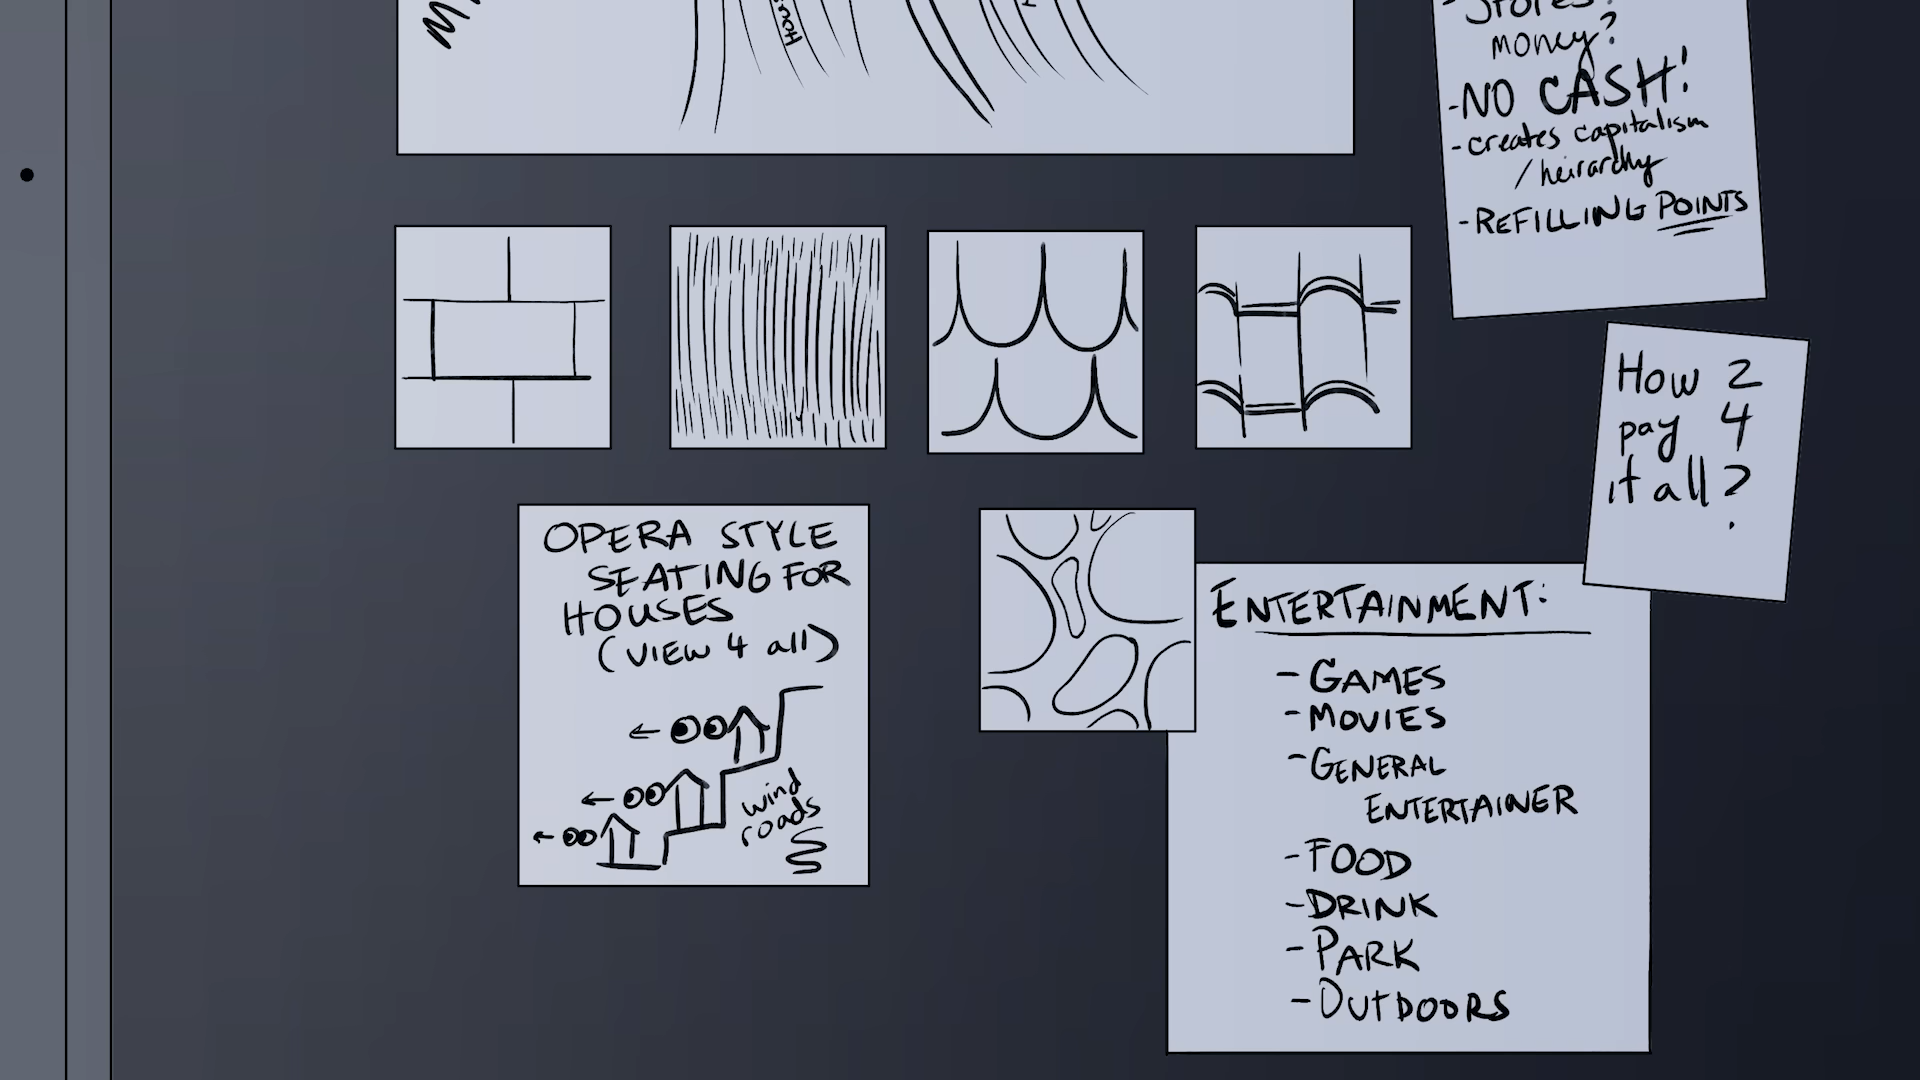 - Stores?
money?
- NO CASH!
- creates capitalism
/ heirarchy
- REFILLING POINTS
How 2
pay 4
it all?
OPERA STYLE
SEATING FOR
HOUSES
(VIEW 4 all)
wind
roads
ENTERTAINMENT:
- GAMES
- MOVIES
- GENERAL
ENTERTAINER
- FOOD
- DRINK
- PARK
- OUTDOORS